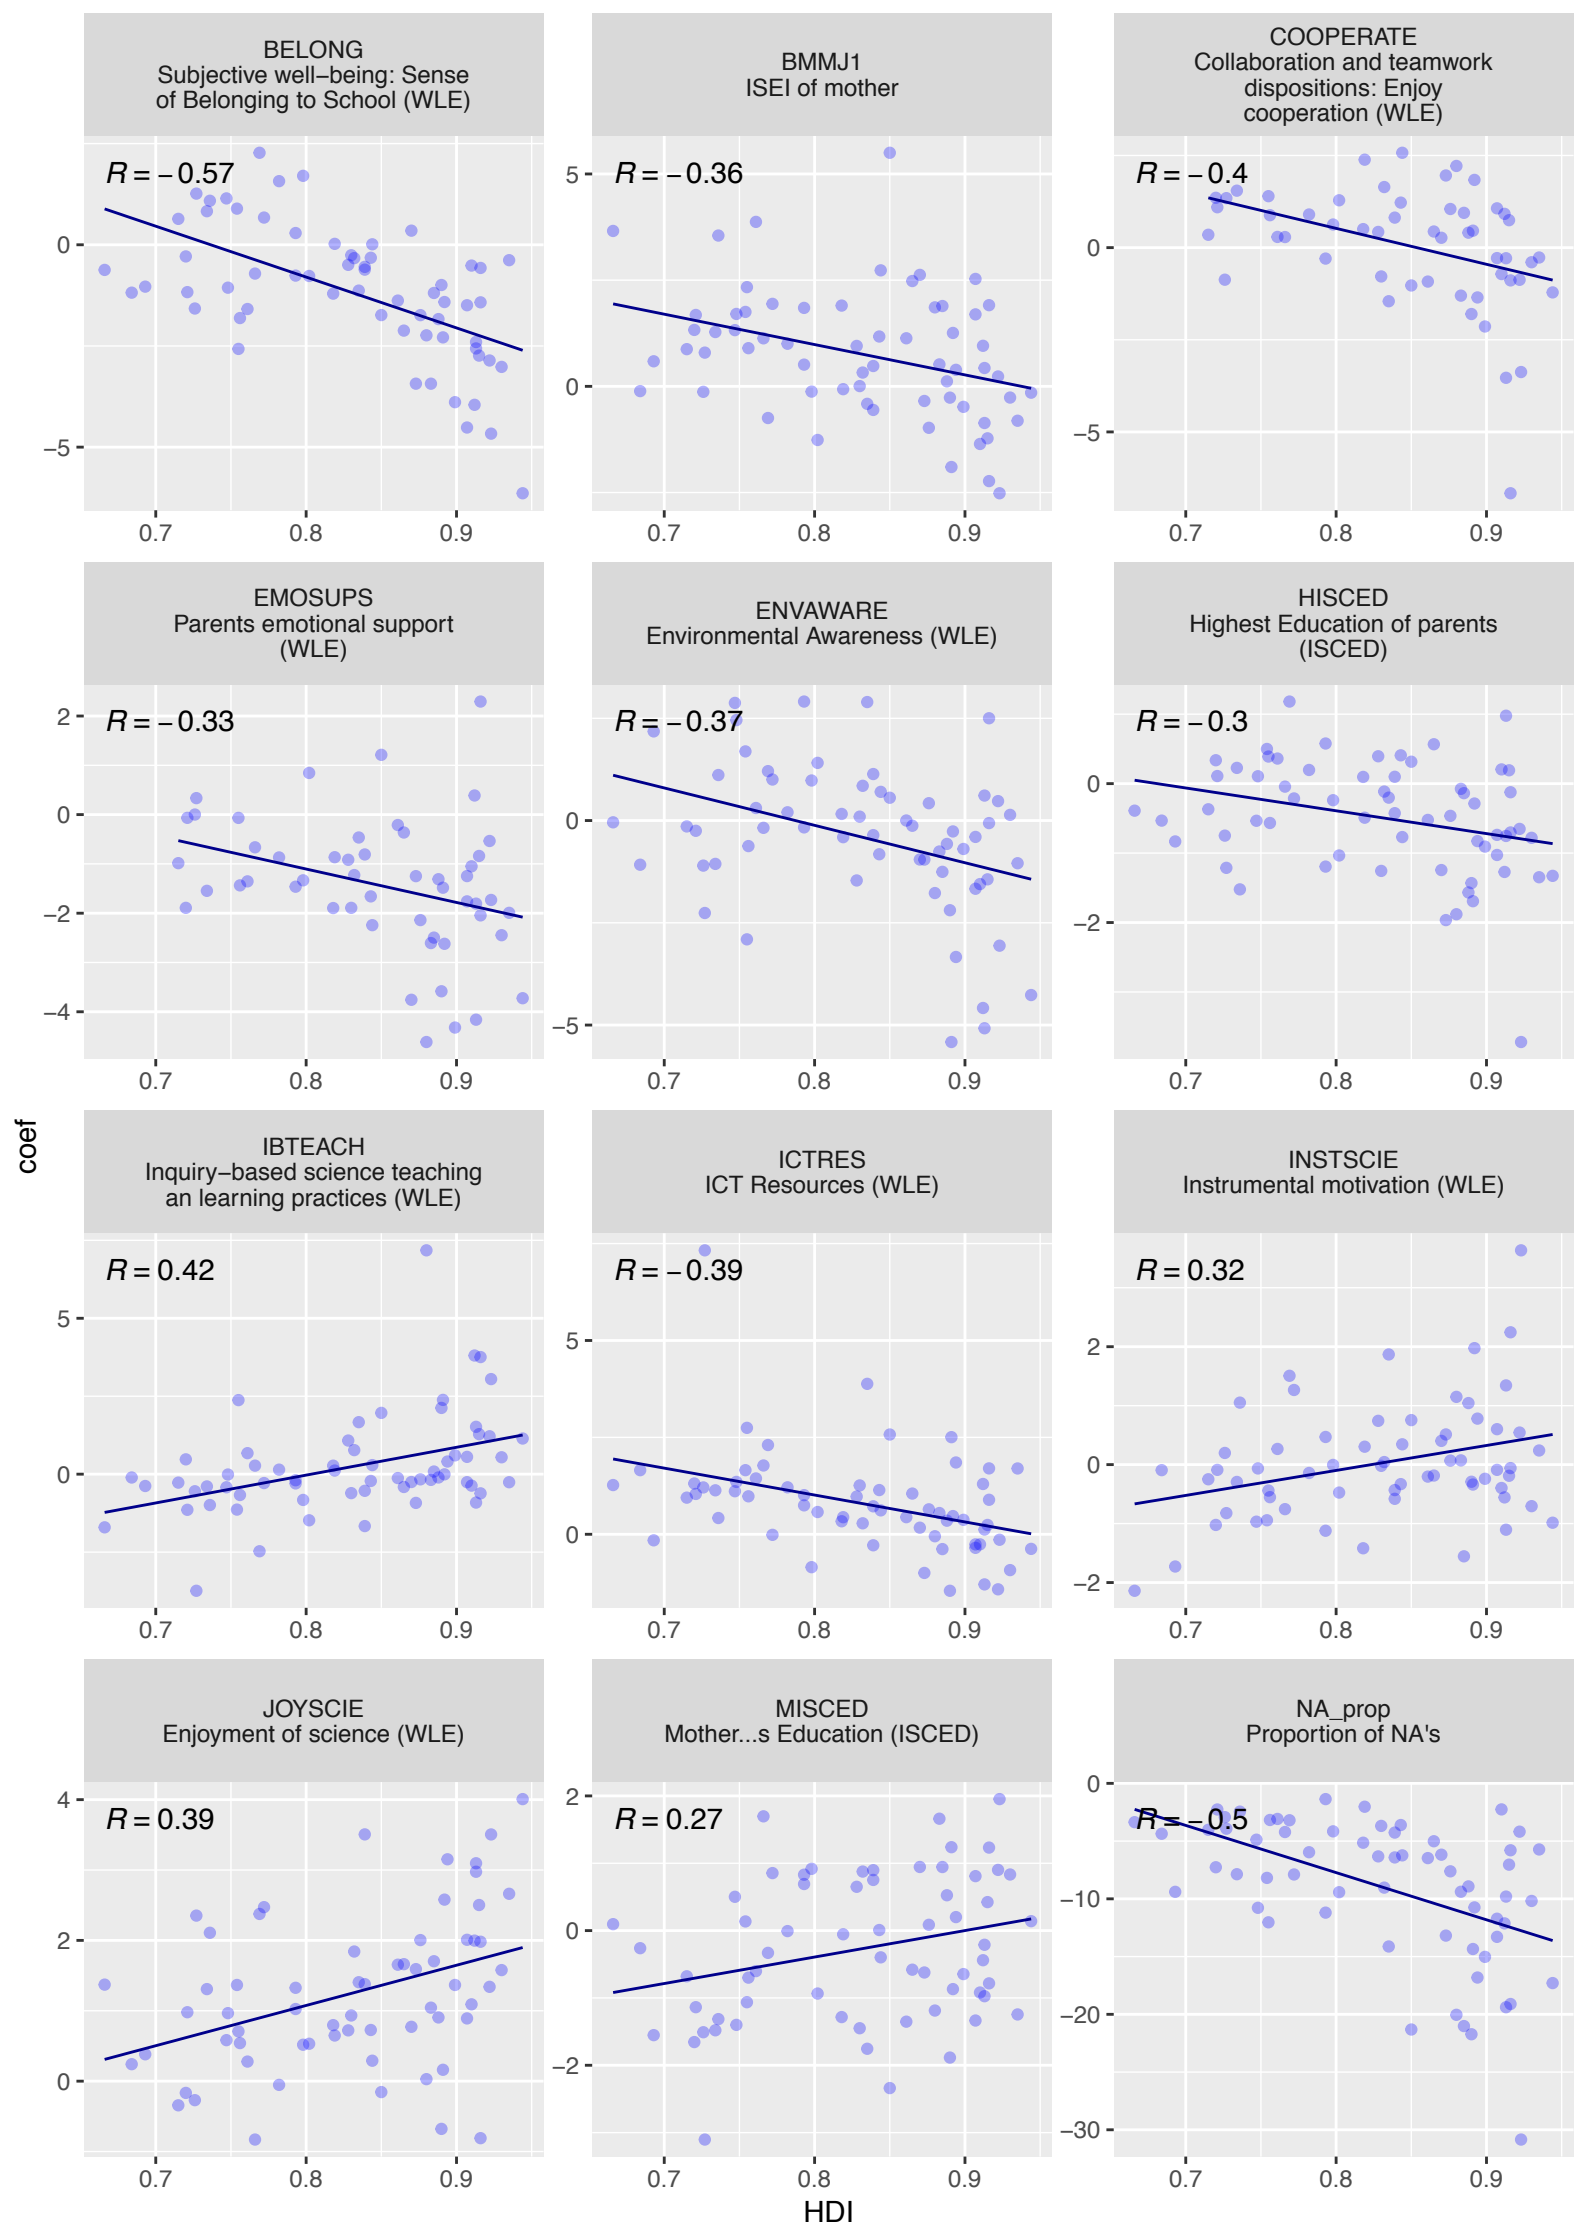 BELONG
Subjective well−being: Sense
of Belonging to School (WLE)
BMMJ1
ISEI of mother
COOPERATE
Collaboration and teamwork
dispositions: Enjoy
cooperation (WLE)
R = −0.57
R = −0.36
R = −0.4
0
−5
5
0
0
−5
0.7 0.8 0.9
0.7 0.8 0.9
0.7 0.8 0.9
EMOSUPS
Parents emotional support
(WLE)
ENVAWARE
Environmental Awareness (WLE)
HISCED
Highest Education of parents
(ISCED)
R = −0.33
R = −0.37
R = −0.3
2
0
−2
−4
0
−5
0
−2
0.7 0.8 0.9
0.7 0.8 0.9
0.7 0.8 0.9
coef
IBTEACH
Inquiry−based science teaching
an learning practices (WLE)
ICTRES
ICT Resources (WLE)
INSTSCIE
Instrumental motivation (WLE)
R = 0.42
R = −0.39
R = 0.32
5
0
5
0
2
0
−2
0.7 0.8 0.9
0.7 0.8 0.9
0.7 0.8 0.9
JOYSCIE
Enjoyment of science (WLE)
MISCED
Mother...s Education (ISCED)
NA_prop
Proportion of NA's
R = 0.39
R = 0.27
R = −0.5
4
2
0
2
0
−2
0
−10
−20
−30
0.7 0.8 0.9
0.7 0.8 0.9
0.7 0.8 0.9
HDI